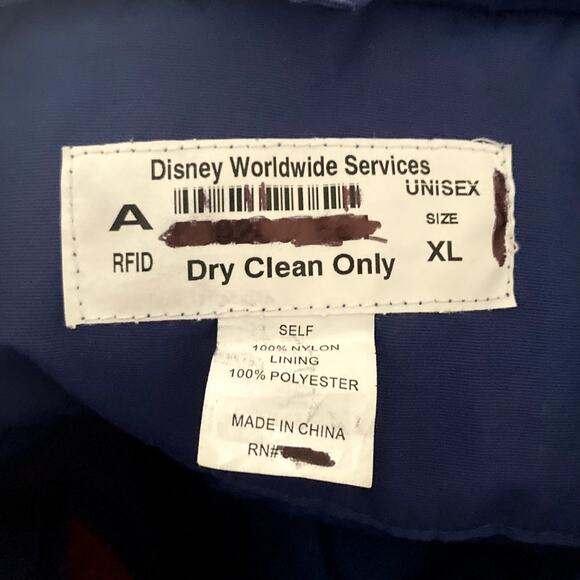 Disney Worldwide Services
A
UNISEX
SIZE
XL
RFID
Dry Clean Only
SELF
100% NYLON
LINING
100% POLYESTER
MADE IN CHINA
RN#